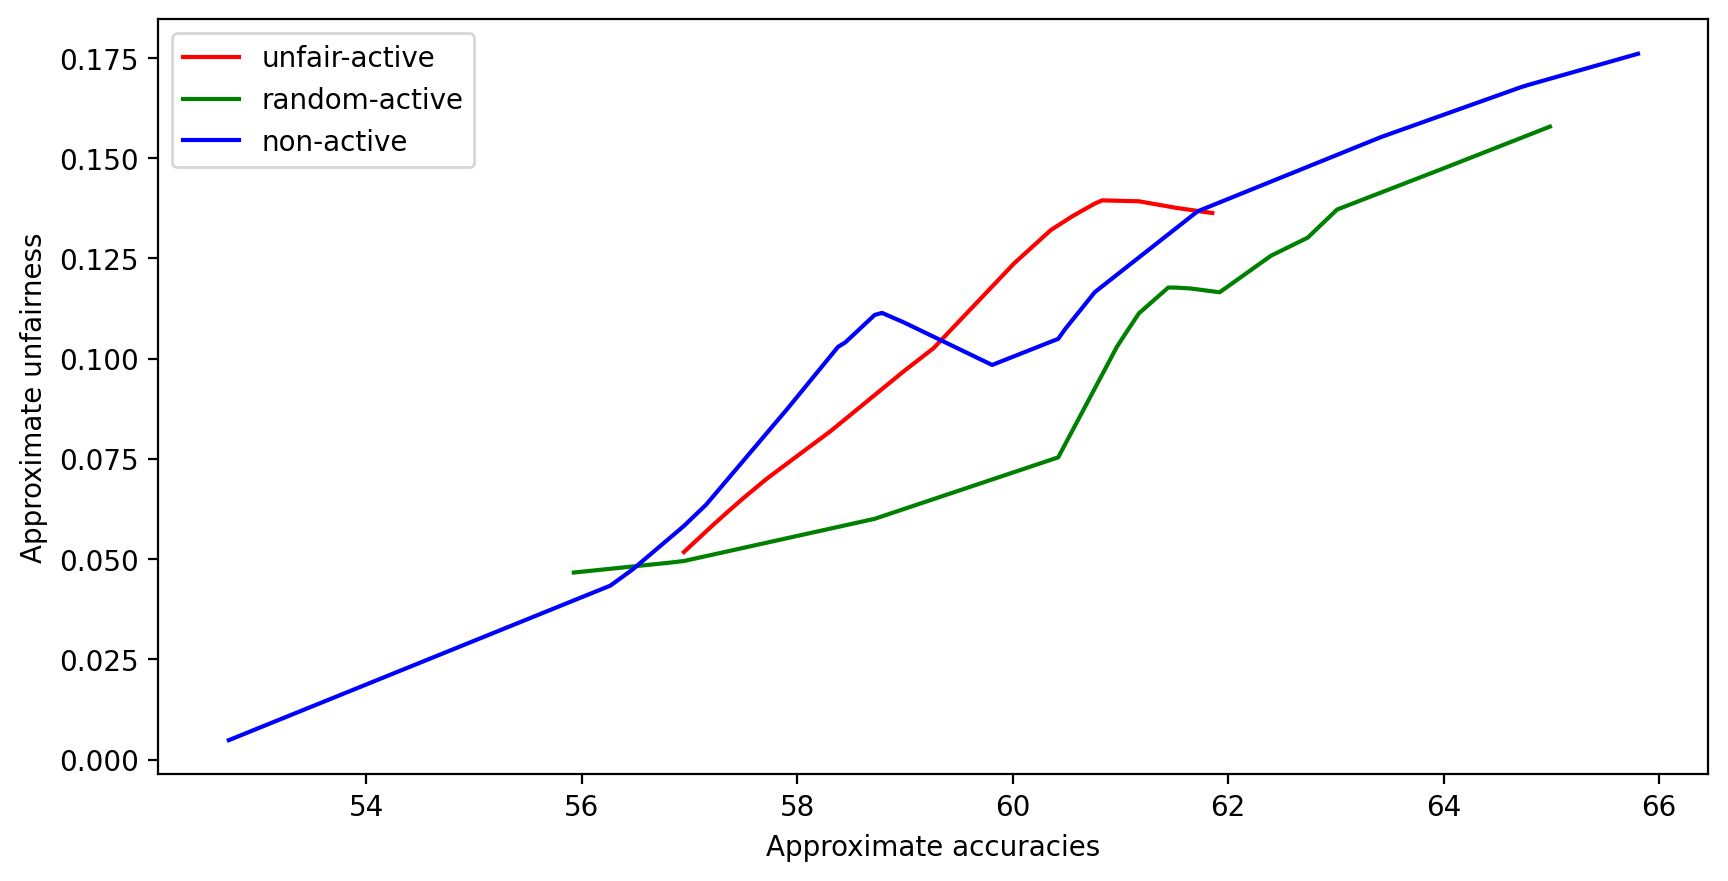 unfair-active
random-active
non-active
0.175
0.150
0.125
0.100
0.075
0.050
0.025
0.000
Approximate unfairness
54 56 58 60 62 64 66
Approximate accuracies